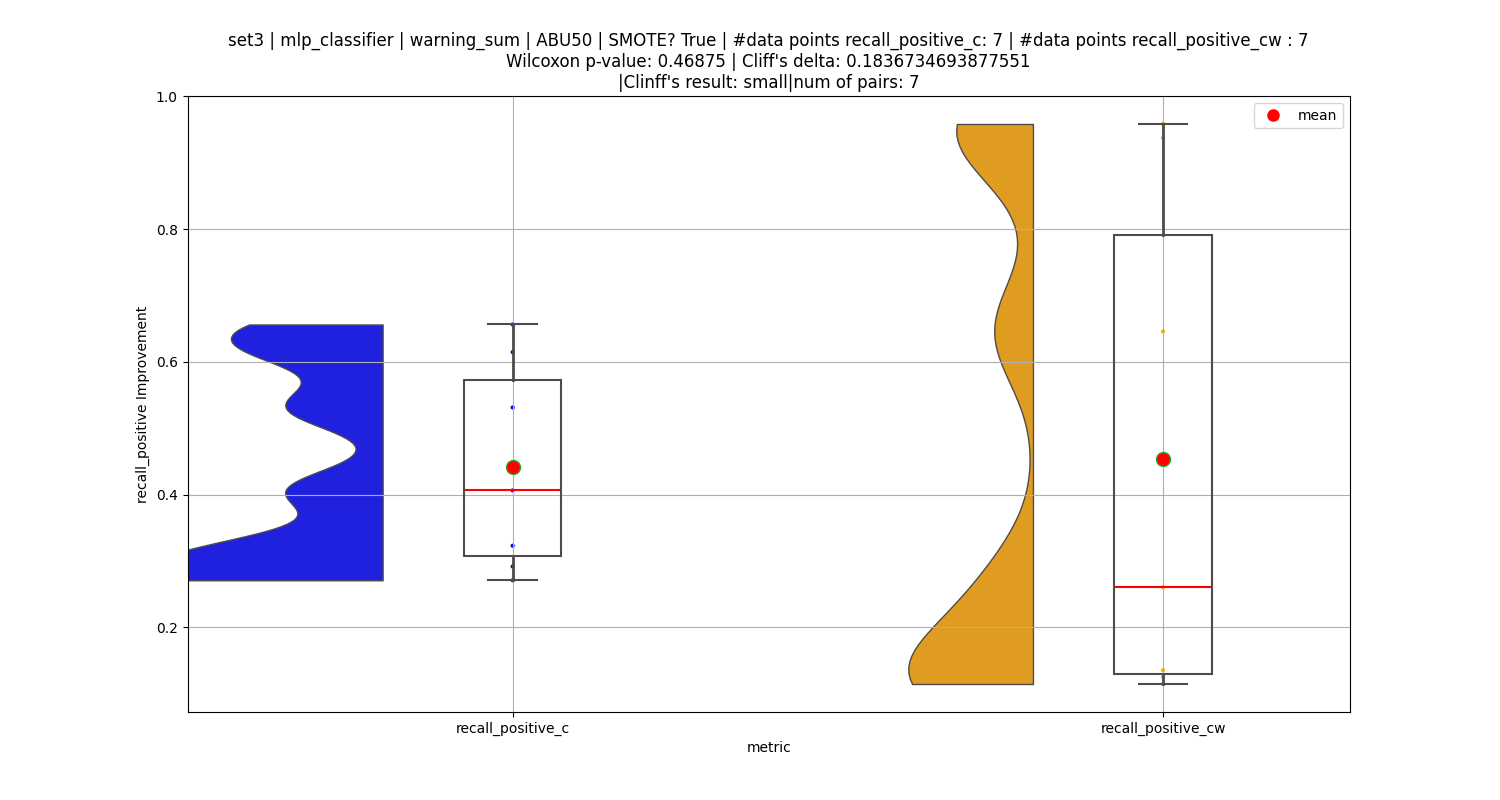 set3 | mlp_classifier | warning_sum | ABU50 | SMOTE? True | #data points recall_positive_c: 7 | #data points recall_positive_cw : 7
Wilcoxon p-value: 0.46875 | Cliff's delta: 0.1836734693877551
|Clinff's result: small|num of pairs: 7
mean
1.0
0.8
0.6
0.4
0.2
recall_positive Improvement
recall_positive_c
recall_positive_cw
metric